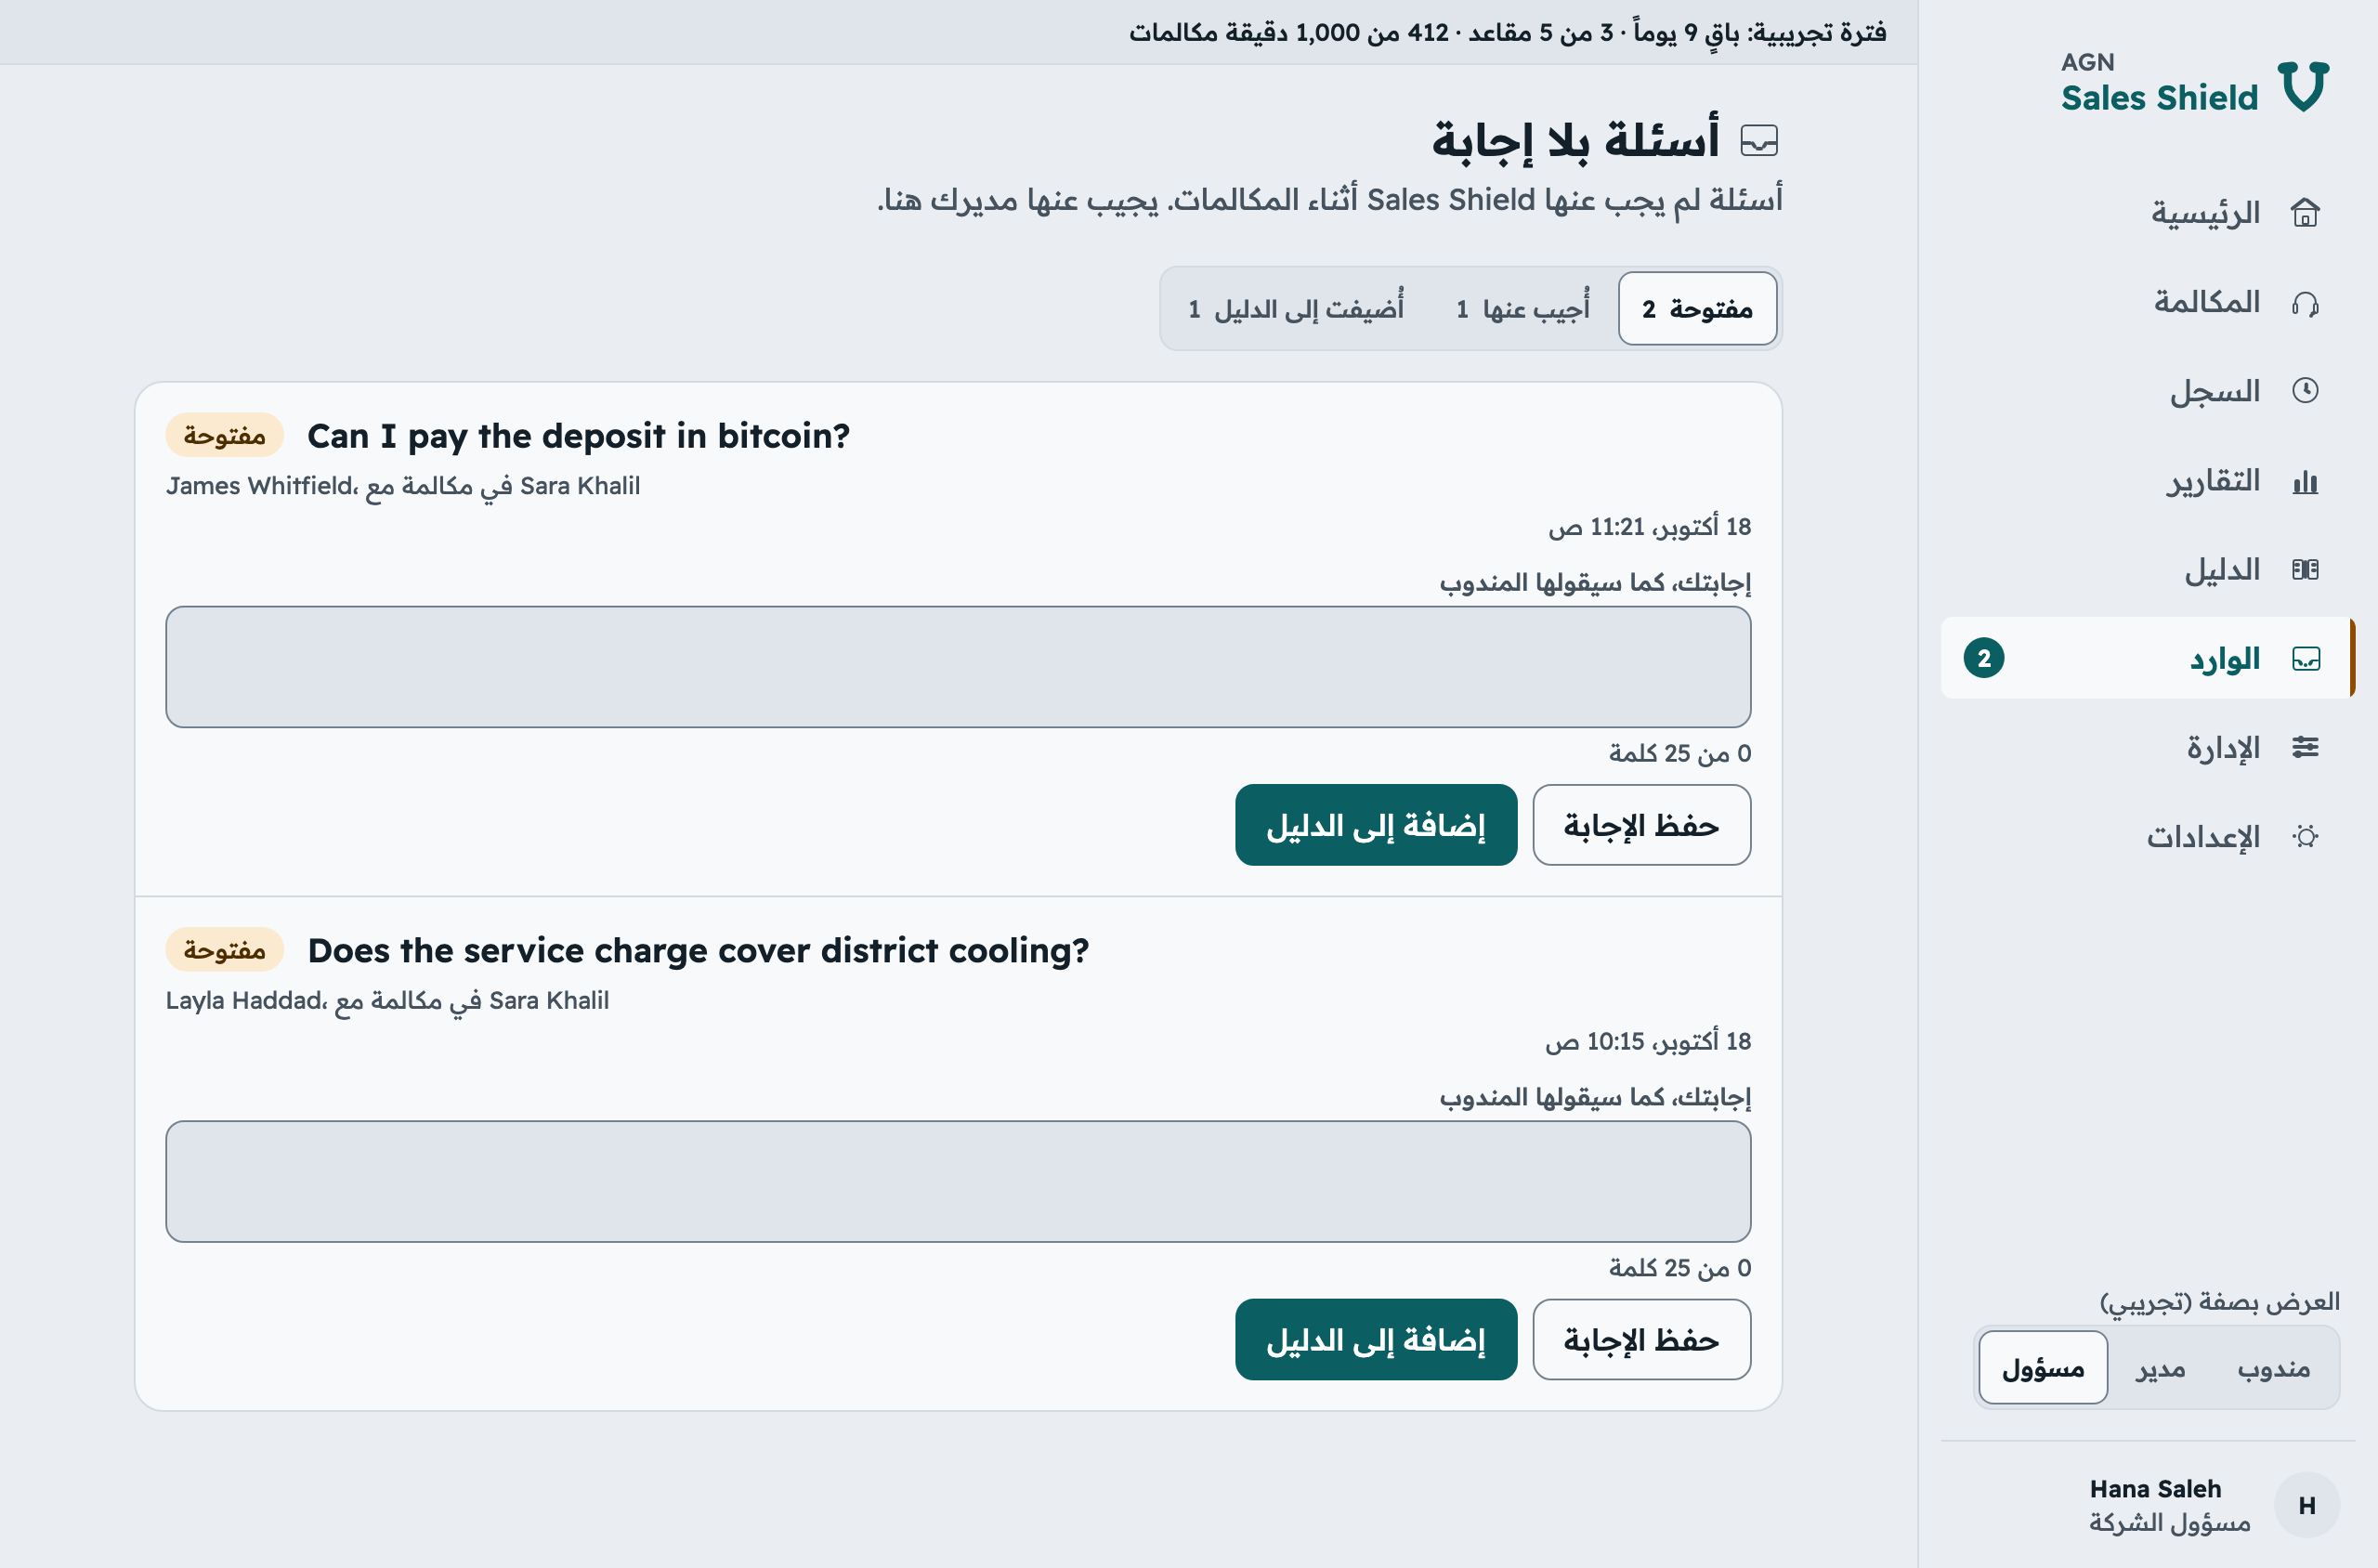 فترة تجريبية: باقٍ 9 يوماً · 3 من 5 مقاعد · 412 من 1,000 دقيقة مكالمات
AGN
Sales Shield
الرئيسية
المكالمة
السجل
التقارير
الدليل
الوارد 2
الإدارة
الإعدادات
العرض بصفة (تجريبي)
مندوب مدير مسؤول
H
Hana Saleh
مسؤول الشركة
أسئلة بلا إجابة
أسئلة لم يجب عنها Sales Shield أثناء المكالمات. يجيب عنها مديرك هنا.
مفتوحة 2 أُجيب عنها 1 أُضيفت إلى الدليل 1
Can I pay the deposit in bitcoin? مفتوحة
James Whitfield، في مكالمة مع Sara Khalil
18 أكتوبر، 11:21 ص
إجابتك، كما سيقولها المندوب
0 من 25 كلمة
حفظ الإجابة إضافة إلى الدليل
Does the service charge cover district cooling? مفتوحة
Layla Haddad، في مكالمة مع Sara Khalil
18 أكتوبر، 10:15 ص
إجابتك، كما سيقولها المندوب
0 من 25 كلمة
حفظ الإجابة إضافة إلى الدليل